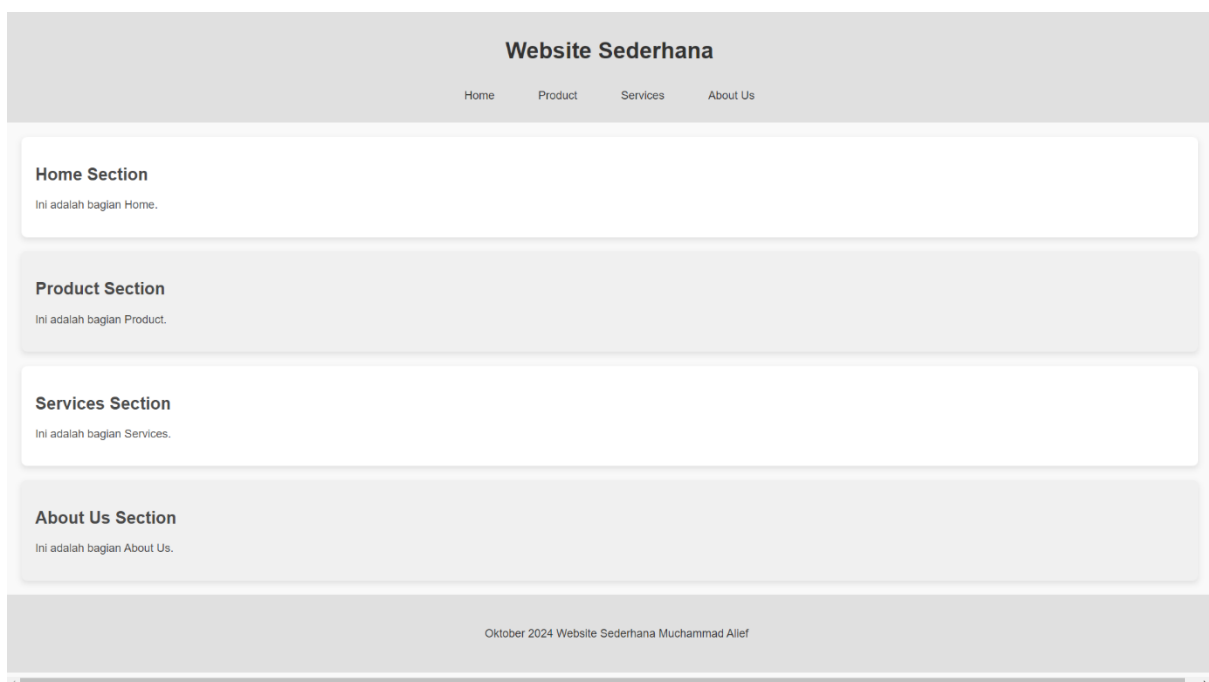 Website Sederhana
Home Product Services About Us
Home Section
Ini adalah bagian Home.
Product Section
Ini adalah bagian Product.
Services Section
Ini adalah bagian Services.
About Us Section
Ini adalah bagian About Us.
Oktober 2024 Website Sederhana Muchammad Alief